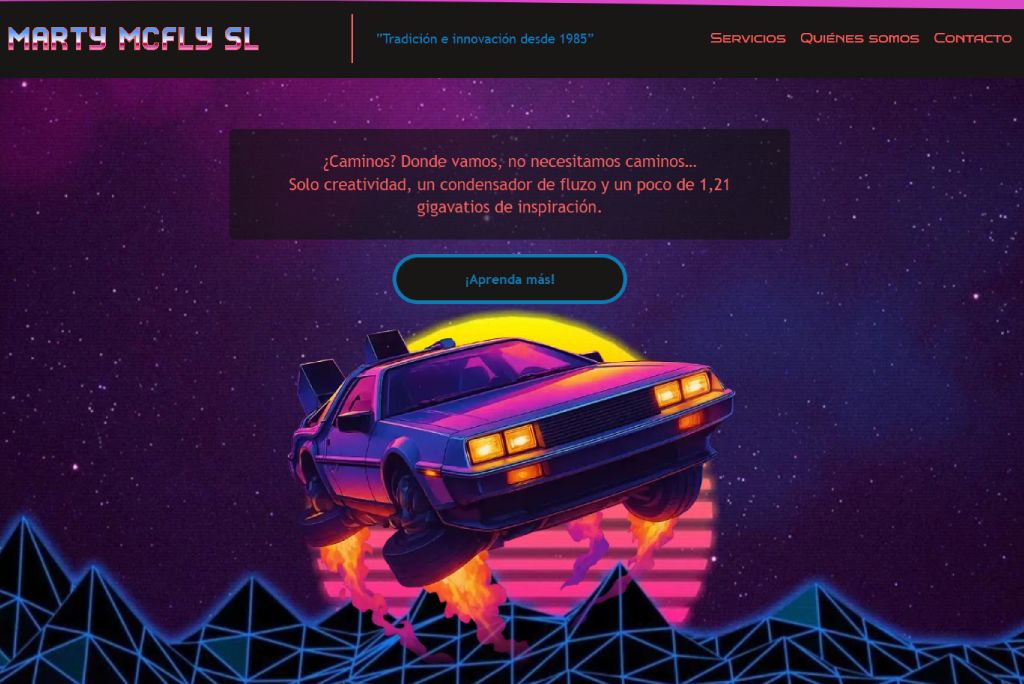 MARTY MCFLY SL
"Tradición e innovación desde 1985"
Servicios Quiénes somos Contacto
¿Caminos? Donde vamos, no necesitamos caminos…
Solo creatividad, un condensador de fluzo y un poco de 1,21
gigavatios de inspiración.
¡Aprenda más!